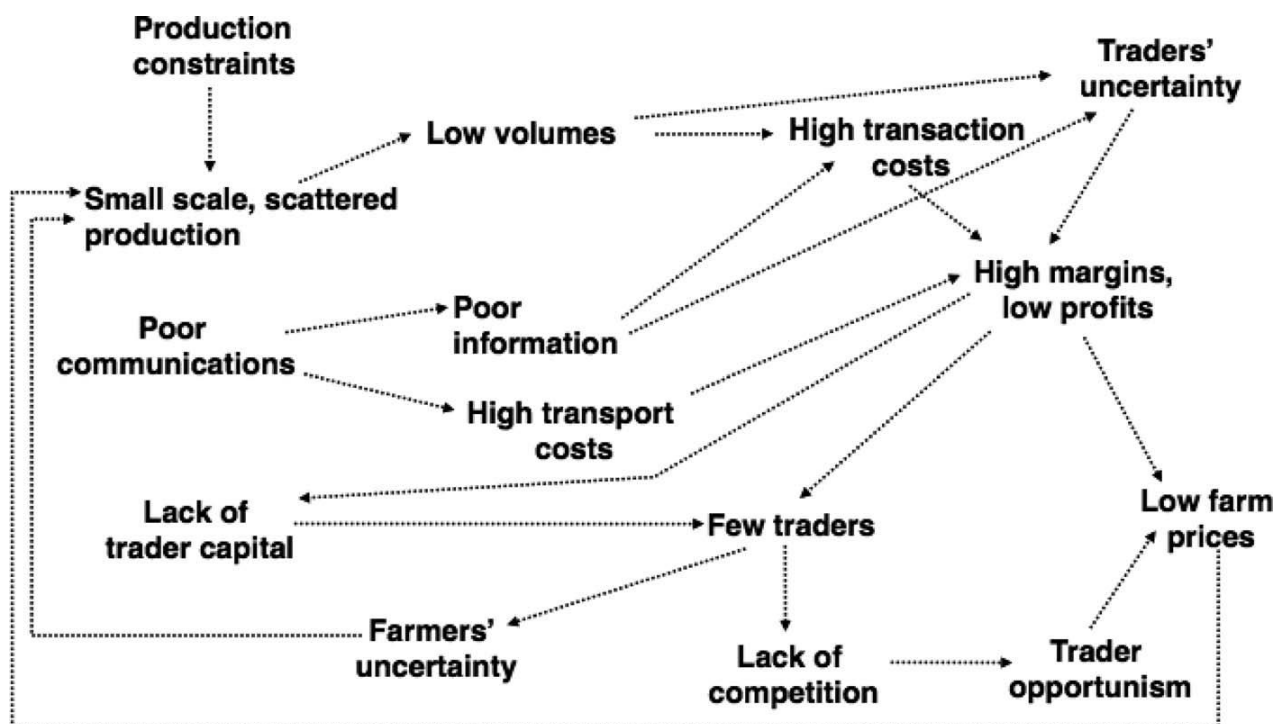 Production
constraints
Traders’
uncertainty
Low volumes
High transaction
costs
Small scale, scattered
production
High margins,
low profits
Poor
communications
Poor
information
High transport
costs
Lack of
trader capital
Few traders
Low farm
prices
Farmers’
uncertainty
Lack of
competition
Trader
opportunism